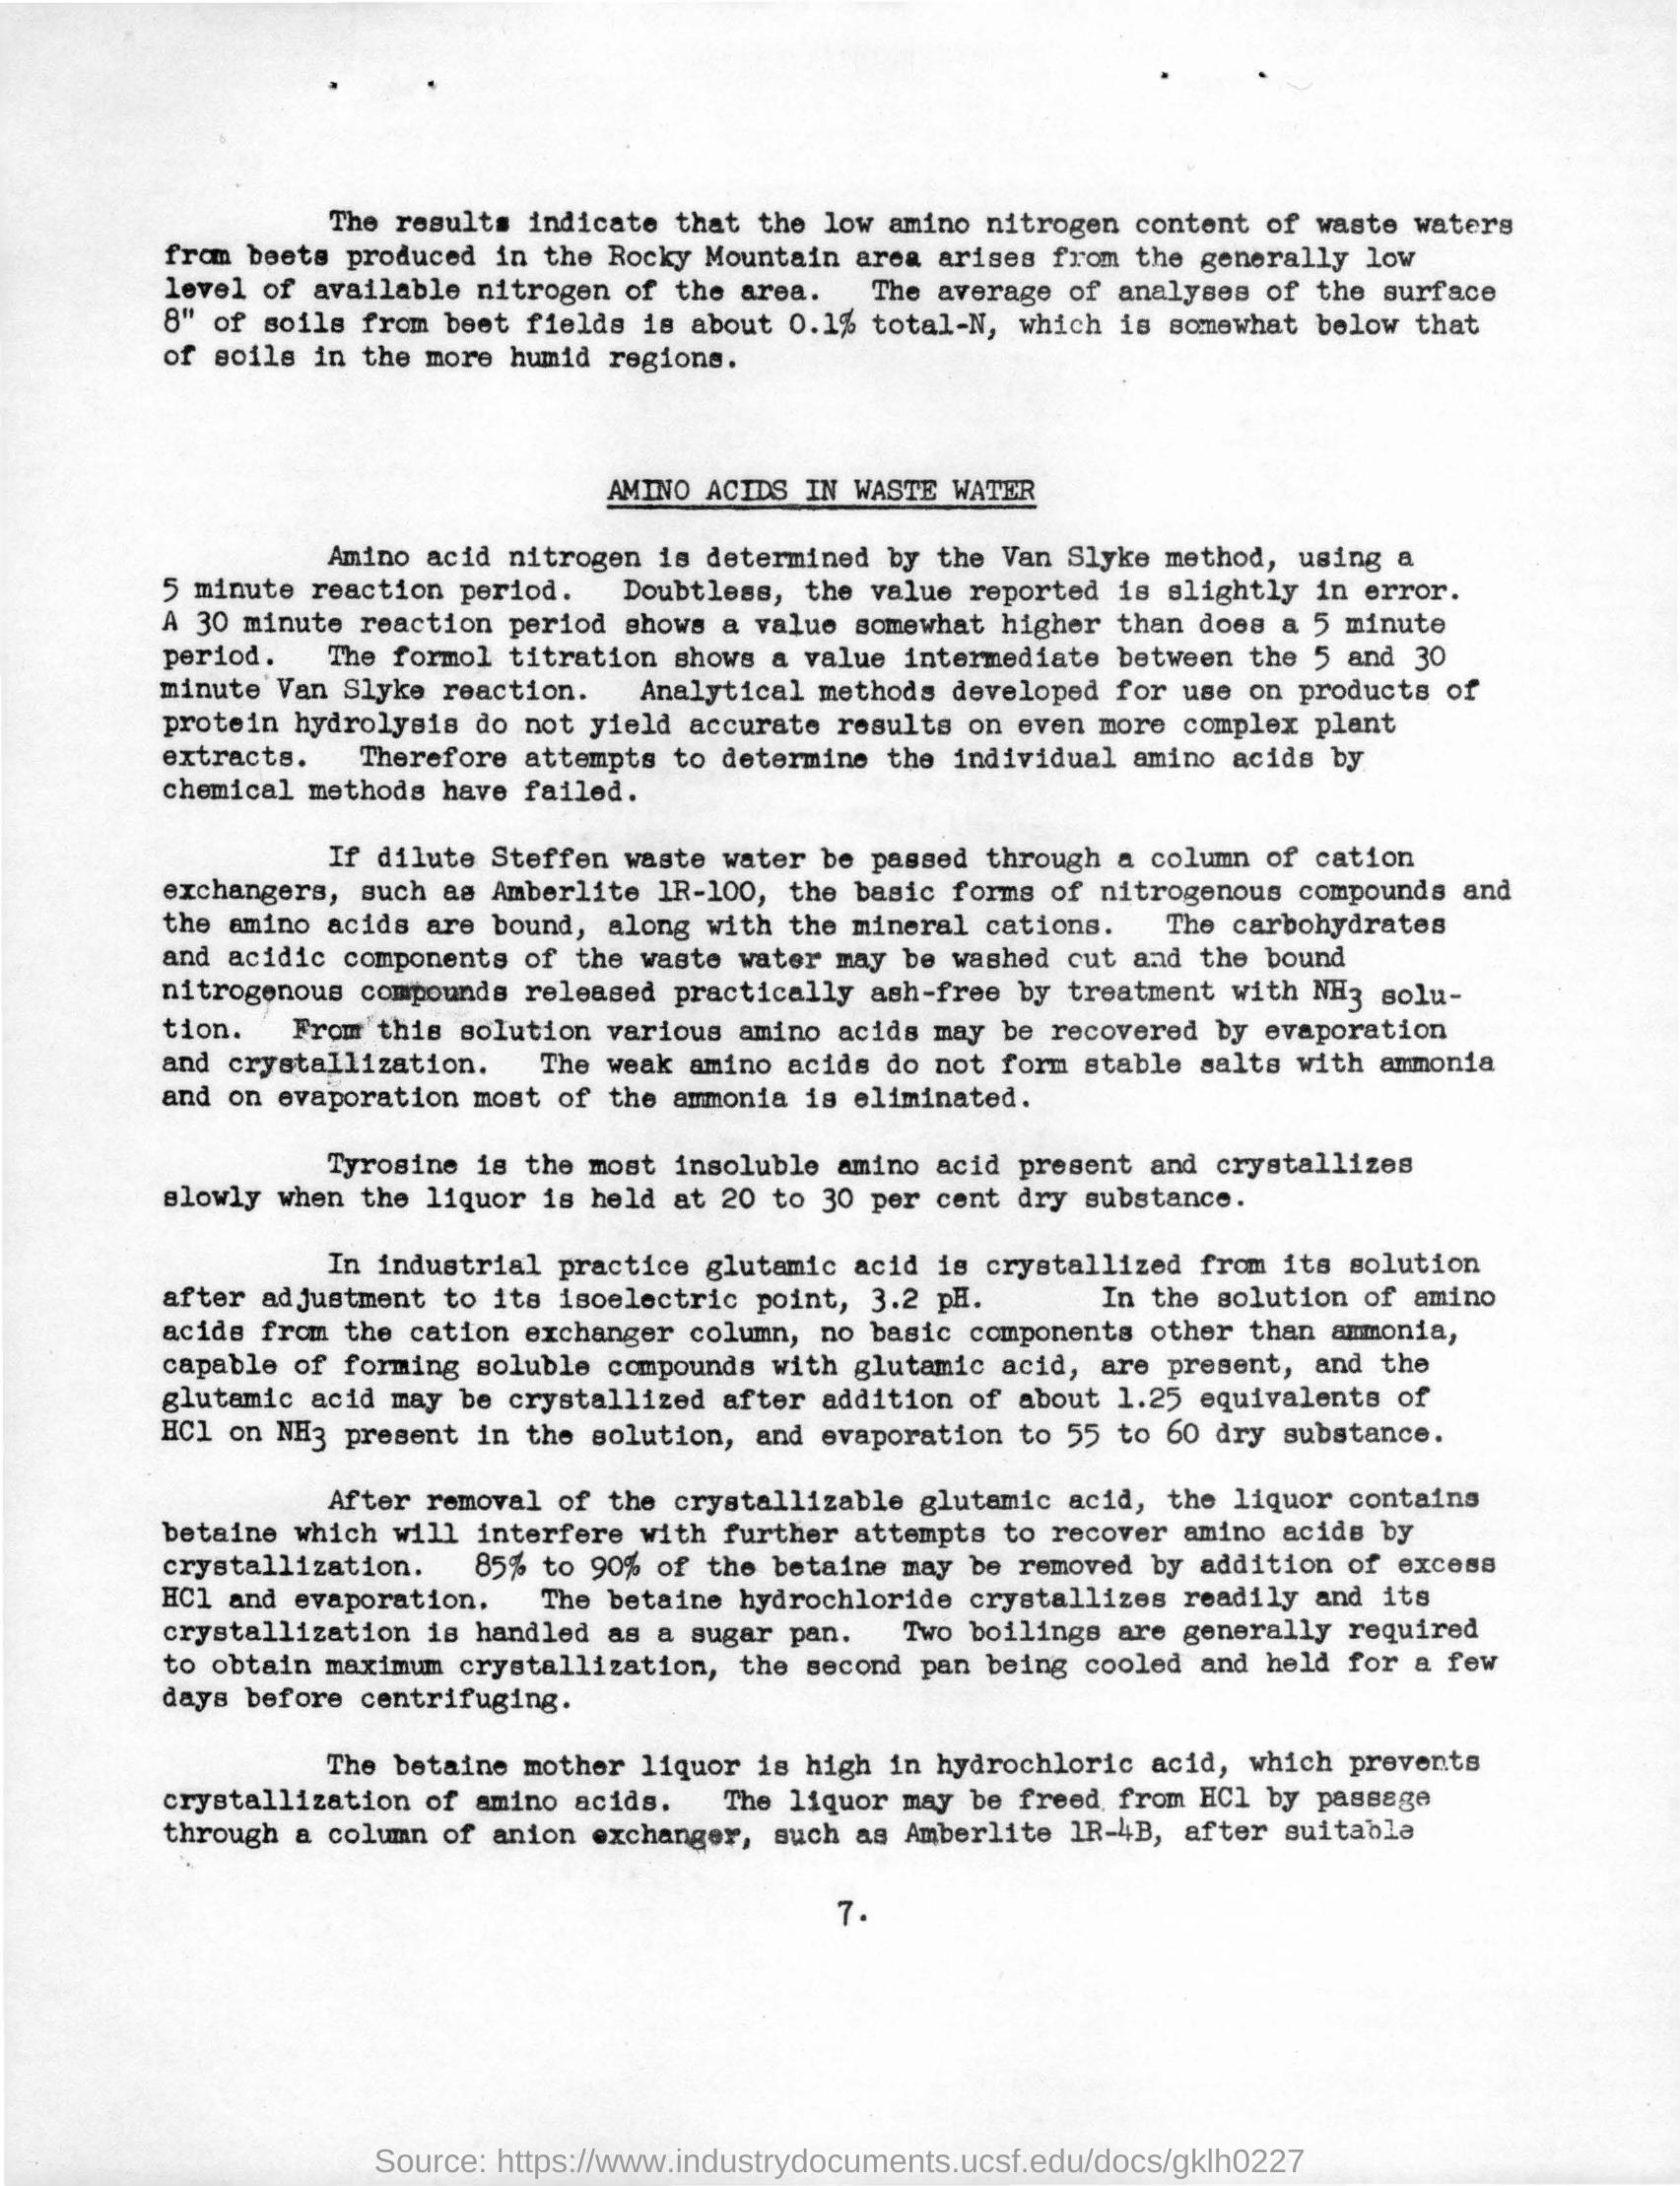 The results indicate that the low amino nitrogen content of waste waters
from beets produced in the Rocky Mountain area arises from the generally low
level of available nitrogen of the area. The average of analyses of the surface
8" of soils from beet fields is about 0.1% total-N, which is somewhat below that
of soils in the more humid regions.
AMINO ACIDS IN WASTE WATER
Amino acid nitrogen is determined by the Van Slyke method, using a
5 minute reaction period. Doubtless, the value reported is slightly in error.
A 30 minute reaction period shows a value somewhat higher than does a 5 minute
period. The formol titration shows a value intermediate between the 5 and 30
minute Van Slyke reaction. Analytical methods developed for use on products of
protein hydrolysis do not yield accurate results on even more complex plant
extracts. Therefore attempts to determine the individual amino acids by
chemical methods have failed.
If dilute Steffen waste water be passed through a column of cation
exchangers, such as Amberlite 1R-100, the basic forms of nitrogenous compounds and
the amino acids are bound, along with the mineral cations. The carbohydrates
and acidic components of the waste water may be washed out and the bound
nitrogenous compounds released practically ash-free by treatment with NH3 solu-
tion. From this solution various amino acids may be recovered by evaporation
and crystallization. The weak amino acids do not form stable salts with ammonia
and on evaporation most of the ammonia is eliminated.
Tyrosine is the most insoluble amino acid present and crystallizes
slowly when the liquor is held at 20 to 30 per cent dry substance.
In industrial practice glutamic acid is crystallized from its solution
after adjustment to its isoelectric point, 3.2 pH. In the solution of amino
acids from the cation exchanger column, no basic components other than ammonia,
capable of forming soluble compounds with glutamic acid, are present, and the
glutamic acid may be crystallized after addition of about 1.25 equivalents of
HCl on NH3 present in the solution, and evaporation to 55 to 60 dry substance.
After removal of the crystallizable glutamic acid, the liquor contains
betaine which will interfere with further attempts to recover amino acids by
crystallization. 85% to 90% of the betaine may be removed by addition of excess
HCl and evaporation. The betaine hydrochloride crystallizes readily and its
crystallization is handled as a sugar pan. Two boilings are generally required
to obtain maximum crystallization, the second pan being cooled and held for a few
days before centrifuging.
The betaine mother liquor is high in hydrochloric acid, which prevents
crystallization of amino acids. The liquor may be freed from HCl by passage
through a column of anion exchanger, such as Amberlite 1R-4B, after suitable
7.
Source: https://www.industrydocuments.ucsf.edu/docs/gklh0227